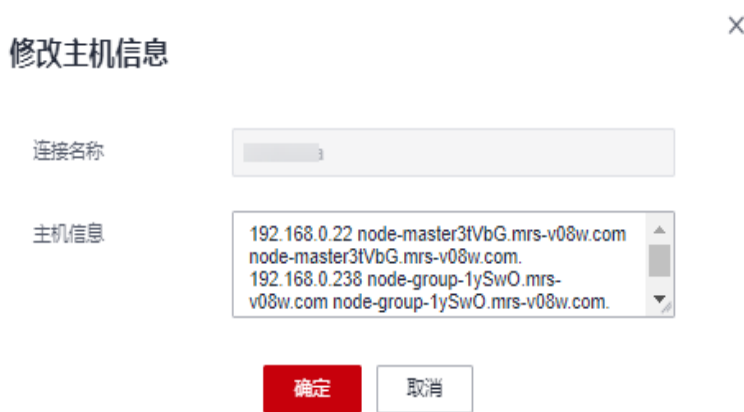 修改主机信息
连接名称
主机信息
192.168.0.22 node-master3tVbG.mrs-v08w.com
node-master3tVbG.mrs-v08w.com.
192.168.0.238 node-group-1ySwO.mrs-
v08w.com node-group-1ySwO.mrs-v08w.com.
确定
取消